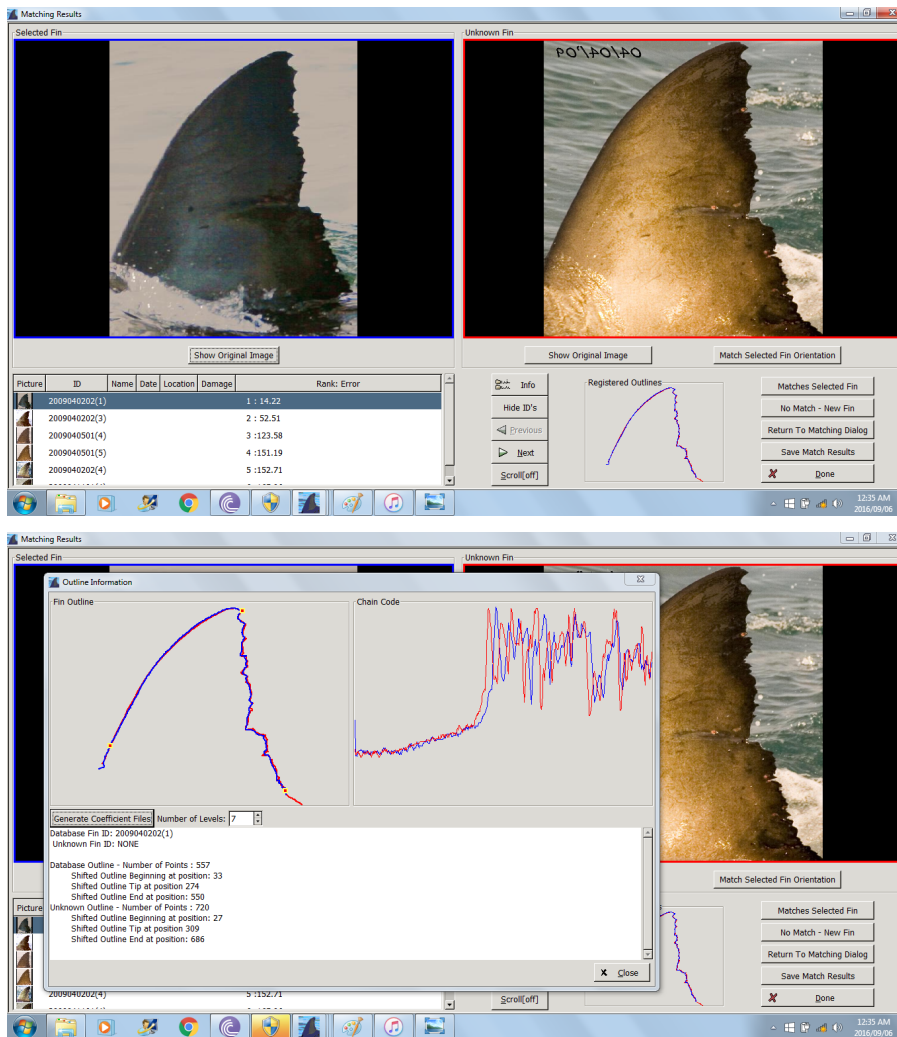 Matching Results
Selected Fin
Unknown Fin
04/04/'09
Show Original Image
Show Original Image
Match Selected Fin Orientation
Picture ID Name Date Location Damage Rank: Error
2009040202(1) 1 : 14.22
2009040202(3) 2 : 52.51
2009040501(4) 3 :123.58
2009040501(5) 4 :151.19
2009040202(4) 5 :152.71
Info
Hide ID's
Previous
Next
Scroll[off]
Registered Outlines
Matches Selected Fin
No Match - New Fin
Return To Matching Dialog
Save Match Results
Done
12:35 AM
2016/09/06
Matching Results
Selected Fin
Unknown Fin
Outline Information
Fin Outline
Chain Code
Generate Coefficient Files Number of Levels: 7
Database Fin ID: 2009040202(1)
Unknown Fin ID: NONE
Database Outline - Number of Points : 557
Shifted Outline Beginning at position: 33
Shifted Outline Tip at position 274
Shifted Outline End at position: 550
Unknown Outline - Number of Points : 720
Shifted Outline Beginning at position: 27
Shifted Outline Tip at position: 309
Shifted Outline End at position: 686
Close
Match Selected Fin Orientation
Picture
Matches Selected Fin
No Match - New Fin
Return To Matching Dialog
Save Match Results
Done
2009040202(4) 5 :152.71
Scroll[off]
12:35 AM
2016/09/06